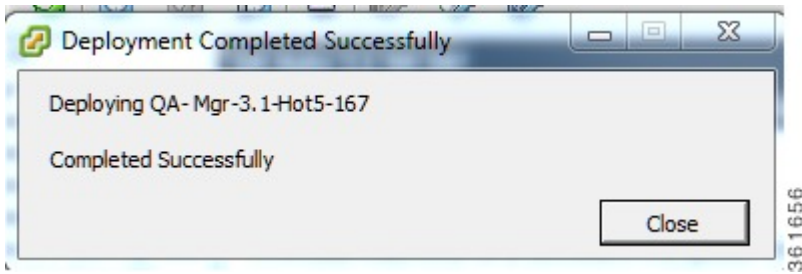 Deployment Completed Successfully
Deploying QA-Mgr-3.1-Hot5-167
Completed Successfully
Close
361656